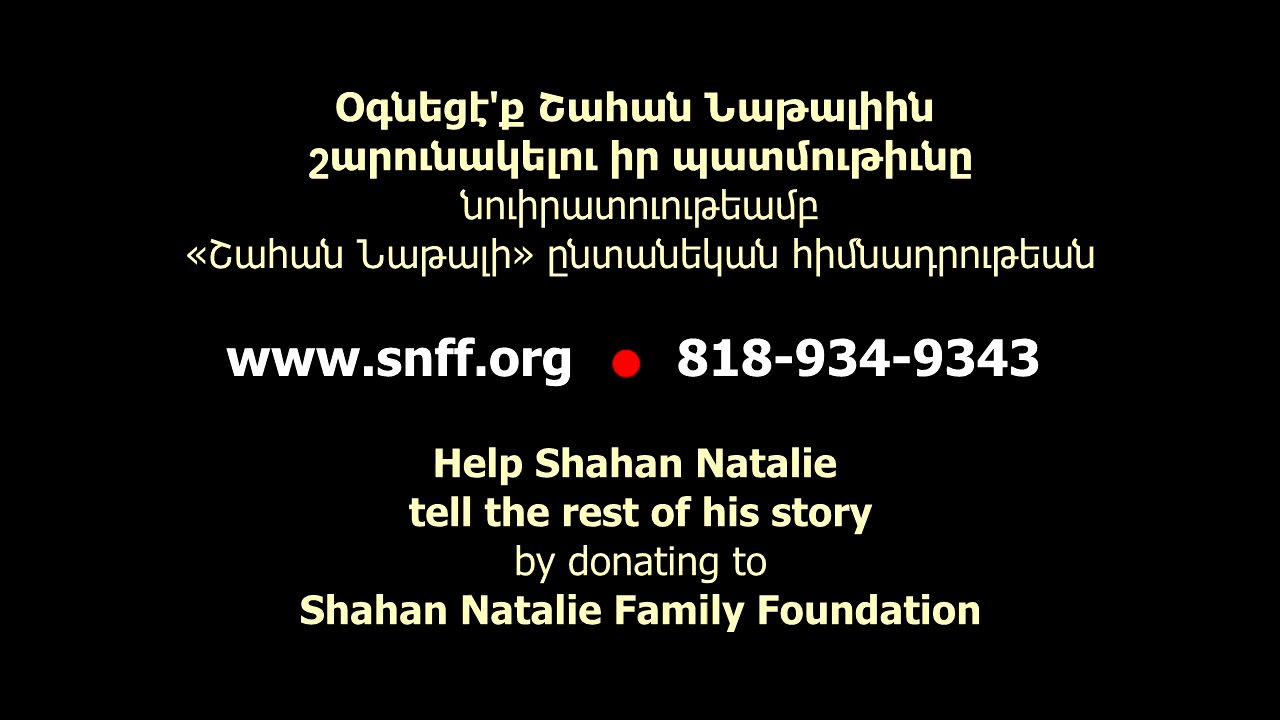 Օգնեցէ'ք Շահան Նաթալիին
շարունակելու իր պատմութիւնը
նուիրատուութեամբ
«Շահան Նաթալի» ընտանեկան հիմնադրութեան
www.snff.org ● 818-934-9343
Help Shahan Natalie
tell the rest of his story
by donating to
Shahan Natalie Family Foundation